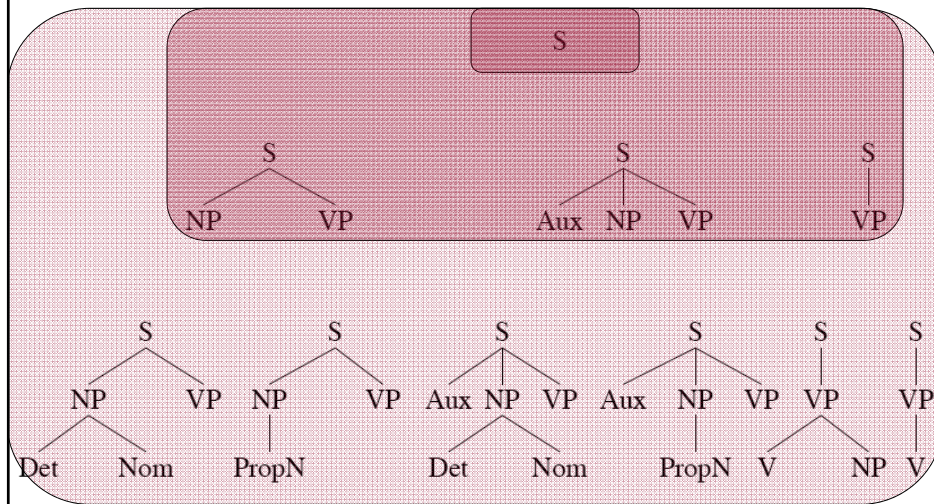 S
S S S
NP VP Aux NP VP VP
S S S S S S
NP VP NP VP Aux NP VP Aux NP VP VP VP
Det Nom PropN Det Nom PropN V NP V